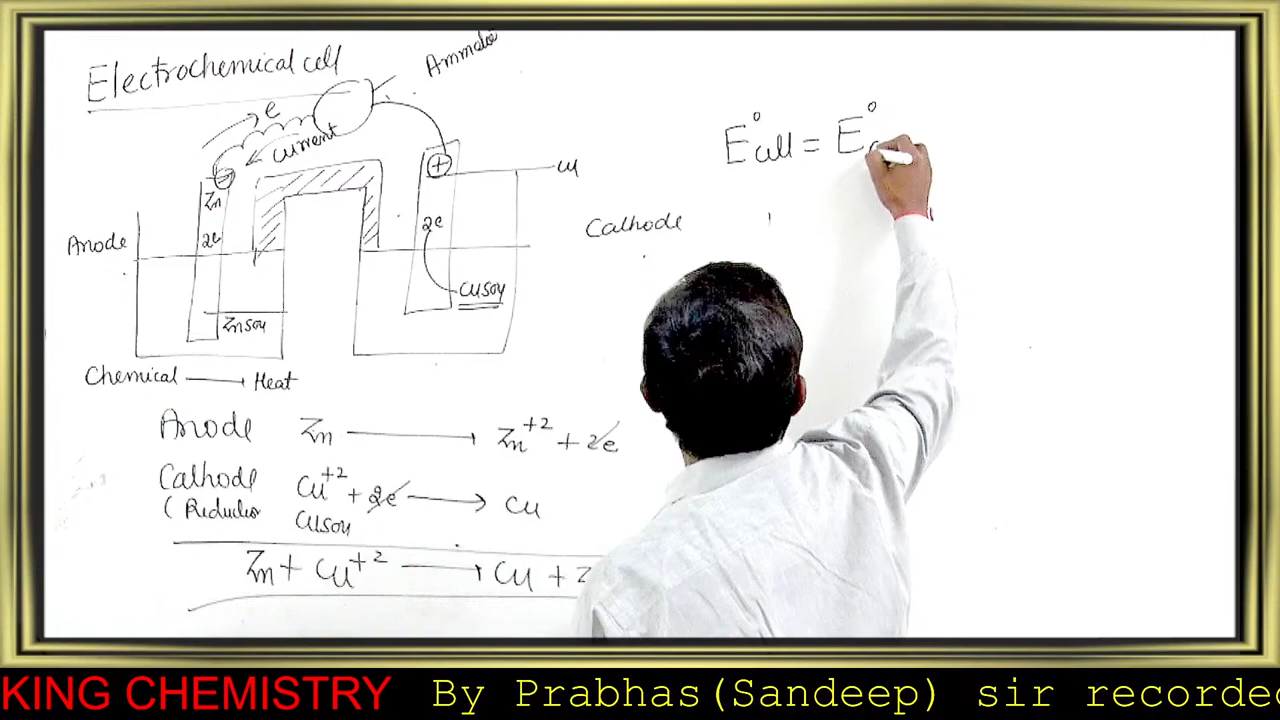 Electrochemical cell
Ammeter
e
current
Zn
2e
Anode
ZnSO4
Cu
2e
CuSO4
Cathode
Chemical → Heat
Anode Zn → Zn+2 + 2e
Cathode Cu+2 + 2e → Cu
CuSO4
Zn + Cu+2 → Cu +
E°cell = E°
KING CHEMISTRY By Prabhas(Sandeep) sir